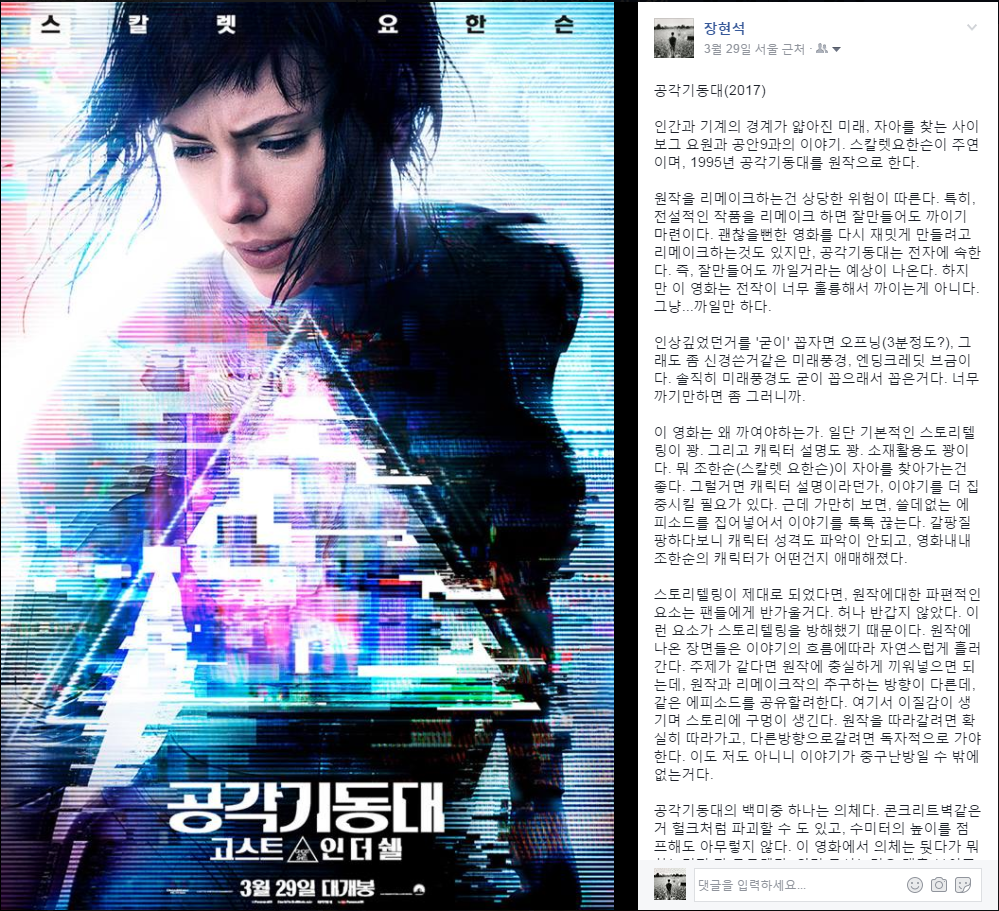 스칼렛 요한슨
공각기동대
고스트 인 더 쉘
3월 29일 대개봉
장현석
3월 29일 서울 근처 ·
공각기동대(2017)
인간과 기계의 경계가 얇아진 미래, 자아를 찾는 사이
보그 요원과 공안9과의 이야기. 스칼렛요한슨이 주연
이며, 1995년 공각기동대를 원작으로 한다.
원작을 리메이크하는건 상당한 위험이 따른다. 특히,
전설적인 작품을 리메이크 하면 잘만들어도 까이기
마련이다. 괜찮을뻔한 영화를 다시 재밋게 만들려고
리메이크하는것도 있지만, 공각기동대는 전자에 속한
다. 즉, 잘만들어도 까일거라는 예상이 나온다. 하지
만 이 영화는 전작이 너무 훌륭해서 까이는게 아니다.
그냥...까일만 하다.
인상깊었던거를 '굳이' 꼽자면 오프닝(3분정도?), 그
래도 좀 신경쓴거같은 미래풍경, 엔딩크레딧 브금이
다. 솔직히 미래풍경도 굳이 꼽으래서 꼽은거다. 너무
까기만하면 좀 그러니까.
이 영화는 왜 까여야하는가. 일단 기본적인 스토리텔
링이 꽝. 그리고 캐릭터 설명도 꽝. 소재활용도 꽝이
다. 뭐 조한순(스칼렛 요한슨)이 자아를 찾아가는건
좋다. 그럴거면 캐릭터 설명이라던가, 이야기를 더 집
중시킬 필요가 있다. 근데 가만히 보면, 쓸데없는 에
피소드를 집어넣어서 이야기를 툭툭 끊는다. 갈팡질
팡하다보니 캐릭터 성격도 파악이 안되고, 영화내내
조한순의 캐릭터가 어떤건지 애매해졌다.
스토리텔링이 제대로 되었다면, 원작에대한 파편적인
요소는 팬들에게 반가울거다. 허나 반갑지 않았다. 이
런 요소가 스토리텔링을 방해했기 때문이다. 원작에
나온 장면들은 이야기의 흐름에따라 자연스럽게 흘러
간다. 주제가 같다면 원작에 충실하게 끼워넣으면 되
는데, 원작과 리메이크작의 추구하는 방향이 다른데,
같은 에피소드를 공유할려한다. 여기서 이질감이 생
기며 스토리에 구멍이 생긴다. 원작을 따라갈려면 확
실히 따라가고, 다른방향으로갈려면 독자적으로 가야
한다. 이도 저도 아니니 이야기가 중구난방일 수 밖에
없는거다.
공각기동대의 백미중 하나는 의체다. 콘크리트벽같은
거 헐크처럼 파괴할 수 도 있고, 수미터의 높이를 점
프해도 아무렇지 않다. 이 영화에서 의체는 뒷다가 뭐
댓글을 입력하세요...